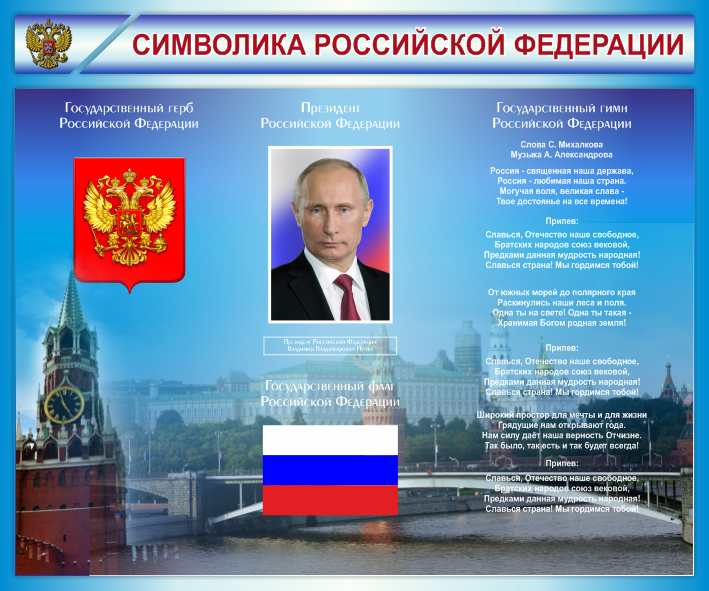 СИМВОЛИКА РОССИЙСКОЙ ФЕДЕРАЦИИ
Государственный герб
Российской Федерации
Президент
Российской Федерации
Президент Российской Федерации
Владимир Владимирович Путин
Государственный флаг
Российской Федерации
Государственный гимн
Российской Федерации
Слова С. Михалкова
Музыка А. Александрова
Россия - священная наша держава,
Россия - любимая наша страна.
Могучая воля, великая слава -
Твое достоянье на все времена!
Припев:
Славься, Отечество наше свободное,
Братских народов союз вековой,
Предками данная мудрость народная!
Славься страна! Мы гордимся тобой!
От южных морей до полярного края
Раскинулись наши леса и поля.
Одна ты на свете! Одна ты такая -
Хранимая Богом родная земля!
Припев:
Славься, Отечество наше свободное,
Братских народов союз вековой,
Предками данная мудрость народная!
Славься страна! Мы гордимся тобой!
Широкий простор для мечты и для жизни
Грядущие нам открывают года.
Нам силу даёт наша верность Отчизне.
Так было, так есть и так будет всегда!
Припев:
Славься, Отечество наше свободное,
Братских народов союз вековой,
Предками данная мудрость народная!
Славься страна! Мы гордимся тобой!